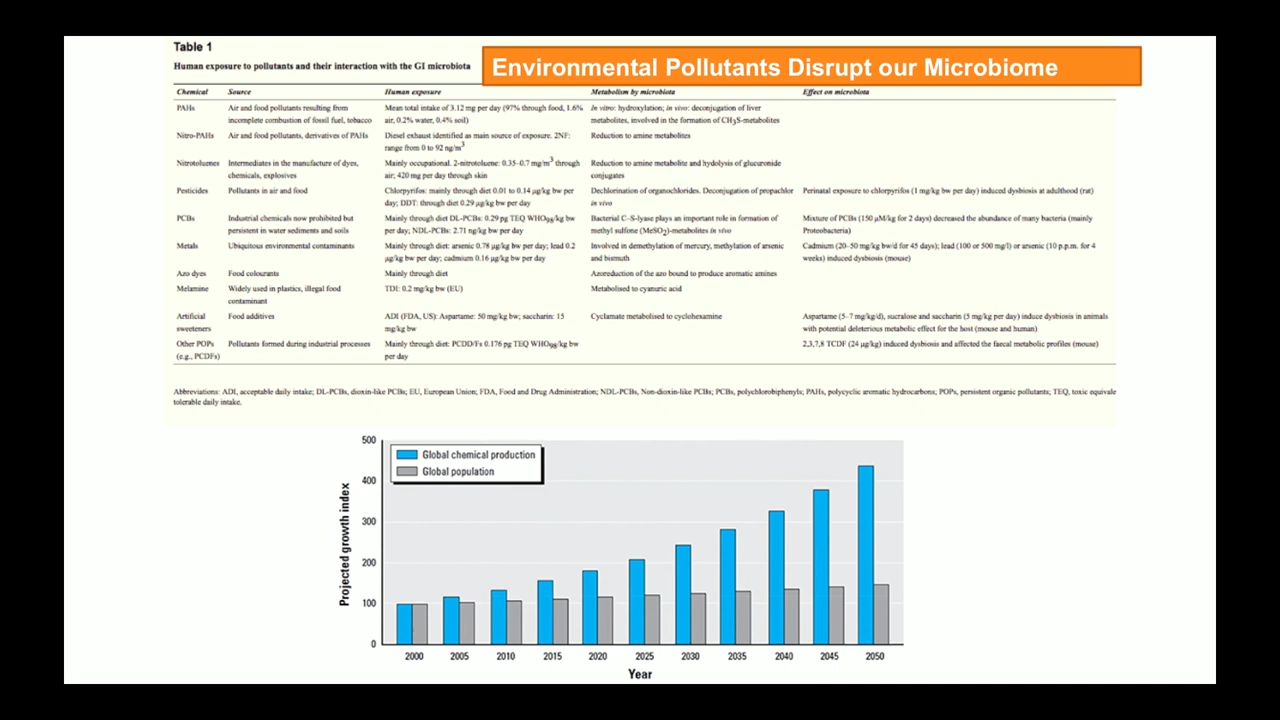 Table 1
Environmental Pollutants Disrupt our Microbiome
Human exposure to pollutants and their interaction with the GI microbiota
Chemical Source Human exposure Metabolism by microbiota Effect on microbiota
PAHs Air and food pollutants resulting from Mean total intake of 3.12 mg per day (97% through food, 1.6% In vitro: hydroxylation; in vivo: deconjugation of liver
incomplete combustion of fossil fuel, tobacco air, 0.2% water, 0.4% soil) metabolites, involved in the formation of CH3S-metabolites
Nitro-PAHs Air and food pollutants, derivatives of PAHs Diesel exhaust identified as main source of exposure. 2NF: Reduction to amine metabolites
range from 0 to 92 ng/m3
Nitrotoluenes Intermediates in the manufacture of dyes, Mainly occupational. 2-nitrotoluene: 0.35–0.7 mg/m3 through Reduction to amine metabolite and hydolysis of glucuronide
chemicals, explosives air; 420 mg per day through skin conjugates
Pesticides Pollutants in air and food Chlorpyrifos: mainly through diet 0.01 to 0.14 μg/kg bw per Dechlorination of organochlorides. Deconjugation of propachlor Perinatal exposure to chlorpyrifos (1 mg/kg bw per day) induced dysbiosis at adulthood (rat)
day; DDT: through diet 0.29 μg/kg bw per day in vivo
PCBs Industrial chemicals now prohibited but Mainly through diet DL-PCBs: 0.29 pg TEQ WHO98/kg bw Bacterial C–S-lyase plays an important role in formation of Mixture of PCBs (150 μM/kg for 2 days) decreased the abundance of many bacteria (mainly
persistent in water sediments and soils per day; NDL-PCBs: 2.71 ng/kg bw per day methyl sulfone (MeSO2)-metabolites in vivo Proteobacteria)
Metals Ubiquitous environmental contaminants Mainly through diet: arsenic 0.78 μg/kg bw per day; lead 0.2 Involved in demethylation of mercury, methylation of arsenic Cadmium (20–50 mg/kg bw/d for 45 days); lead (100 or 500 mg/l) or arsenic (10 p.p.m. for 4
μg/kg bw per day; cadmium 0.16 μg/kg bw per day and bismuth weeks) induced dysbiosis (mouse)
Azo dyes Food colourants Mainly through diet Azoreduction of the azo bound to produce aromatic amines
Melamine Widely used in plastics, illegal food TDI: 0.2 mg/kg bw (EU) Metabolised to cyanuric acid
contaminant
Artificial Food additives ADI (FDA, US): Aspartame: 50 mg/kg bw; saccharin: 15 Cyclamate metabolised to cyclohexamine Aspartame (5–7 mg/kg/d), sucralose and saccharin (5 mg/kg per day) induce dysbiosis in animals
sweeteners mg/kg bw with potential deleterious metabolic effect for the host (mouse and human)
Other POPs Pollutants formed during industrial processes Mainly through diet: PCDD/Fs 0.176 pg TEQ WHO98/kg bw 2,3,7,8 TCDF (24 μg/kg) induced dysbiosis and affected the faecal metabolic profiles (mouse)
(e.g., PCDFs) per day
Abbreviations: ADI, acceptable daily intake; DL-PCBs, dioxin-like PCBs; EU, European Union; FDA, Food and Drug Administration; NDL-PCBs, Non-dioxin-like PCBs; PCBs, polychlorobiphenyls; PAHs, polycyclic aromatic hydrocarbons; POPs, persistent organic pollutants; TEQ, toxic equivale
tolerable daily intake.
500
Global chemical production
Global population
400
300
200
100
0
Projected growth index
2000 2005 2010 2015 2020 2025 2030 2035 2040 2045 2050
Year